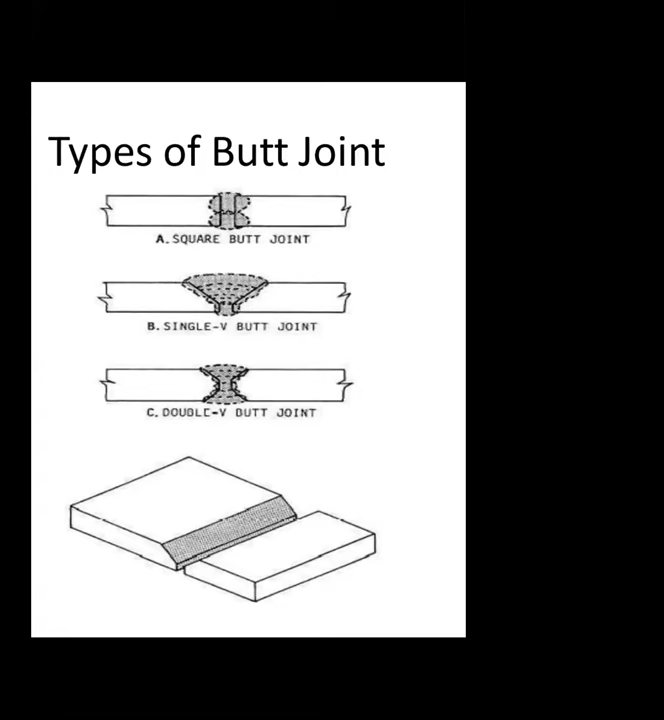 Types of Butt Joint
A. SQUARE BUTT JOINT
B. SINGLE-V BUTT JOINT
C. DOUBLE-V BUTT JOINT